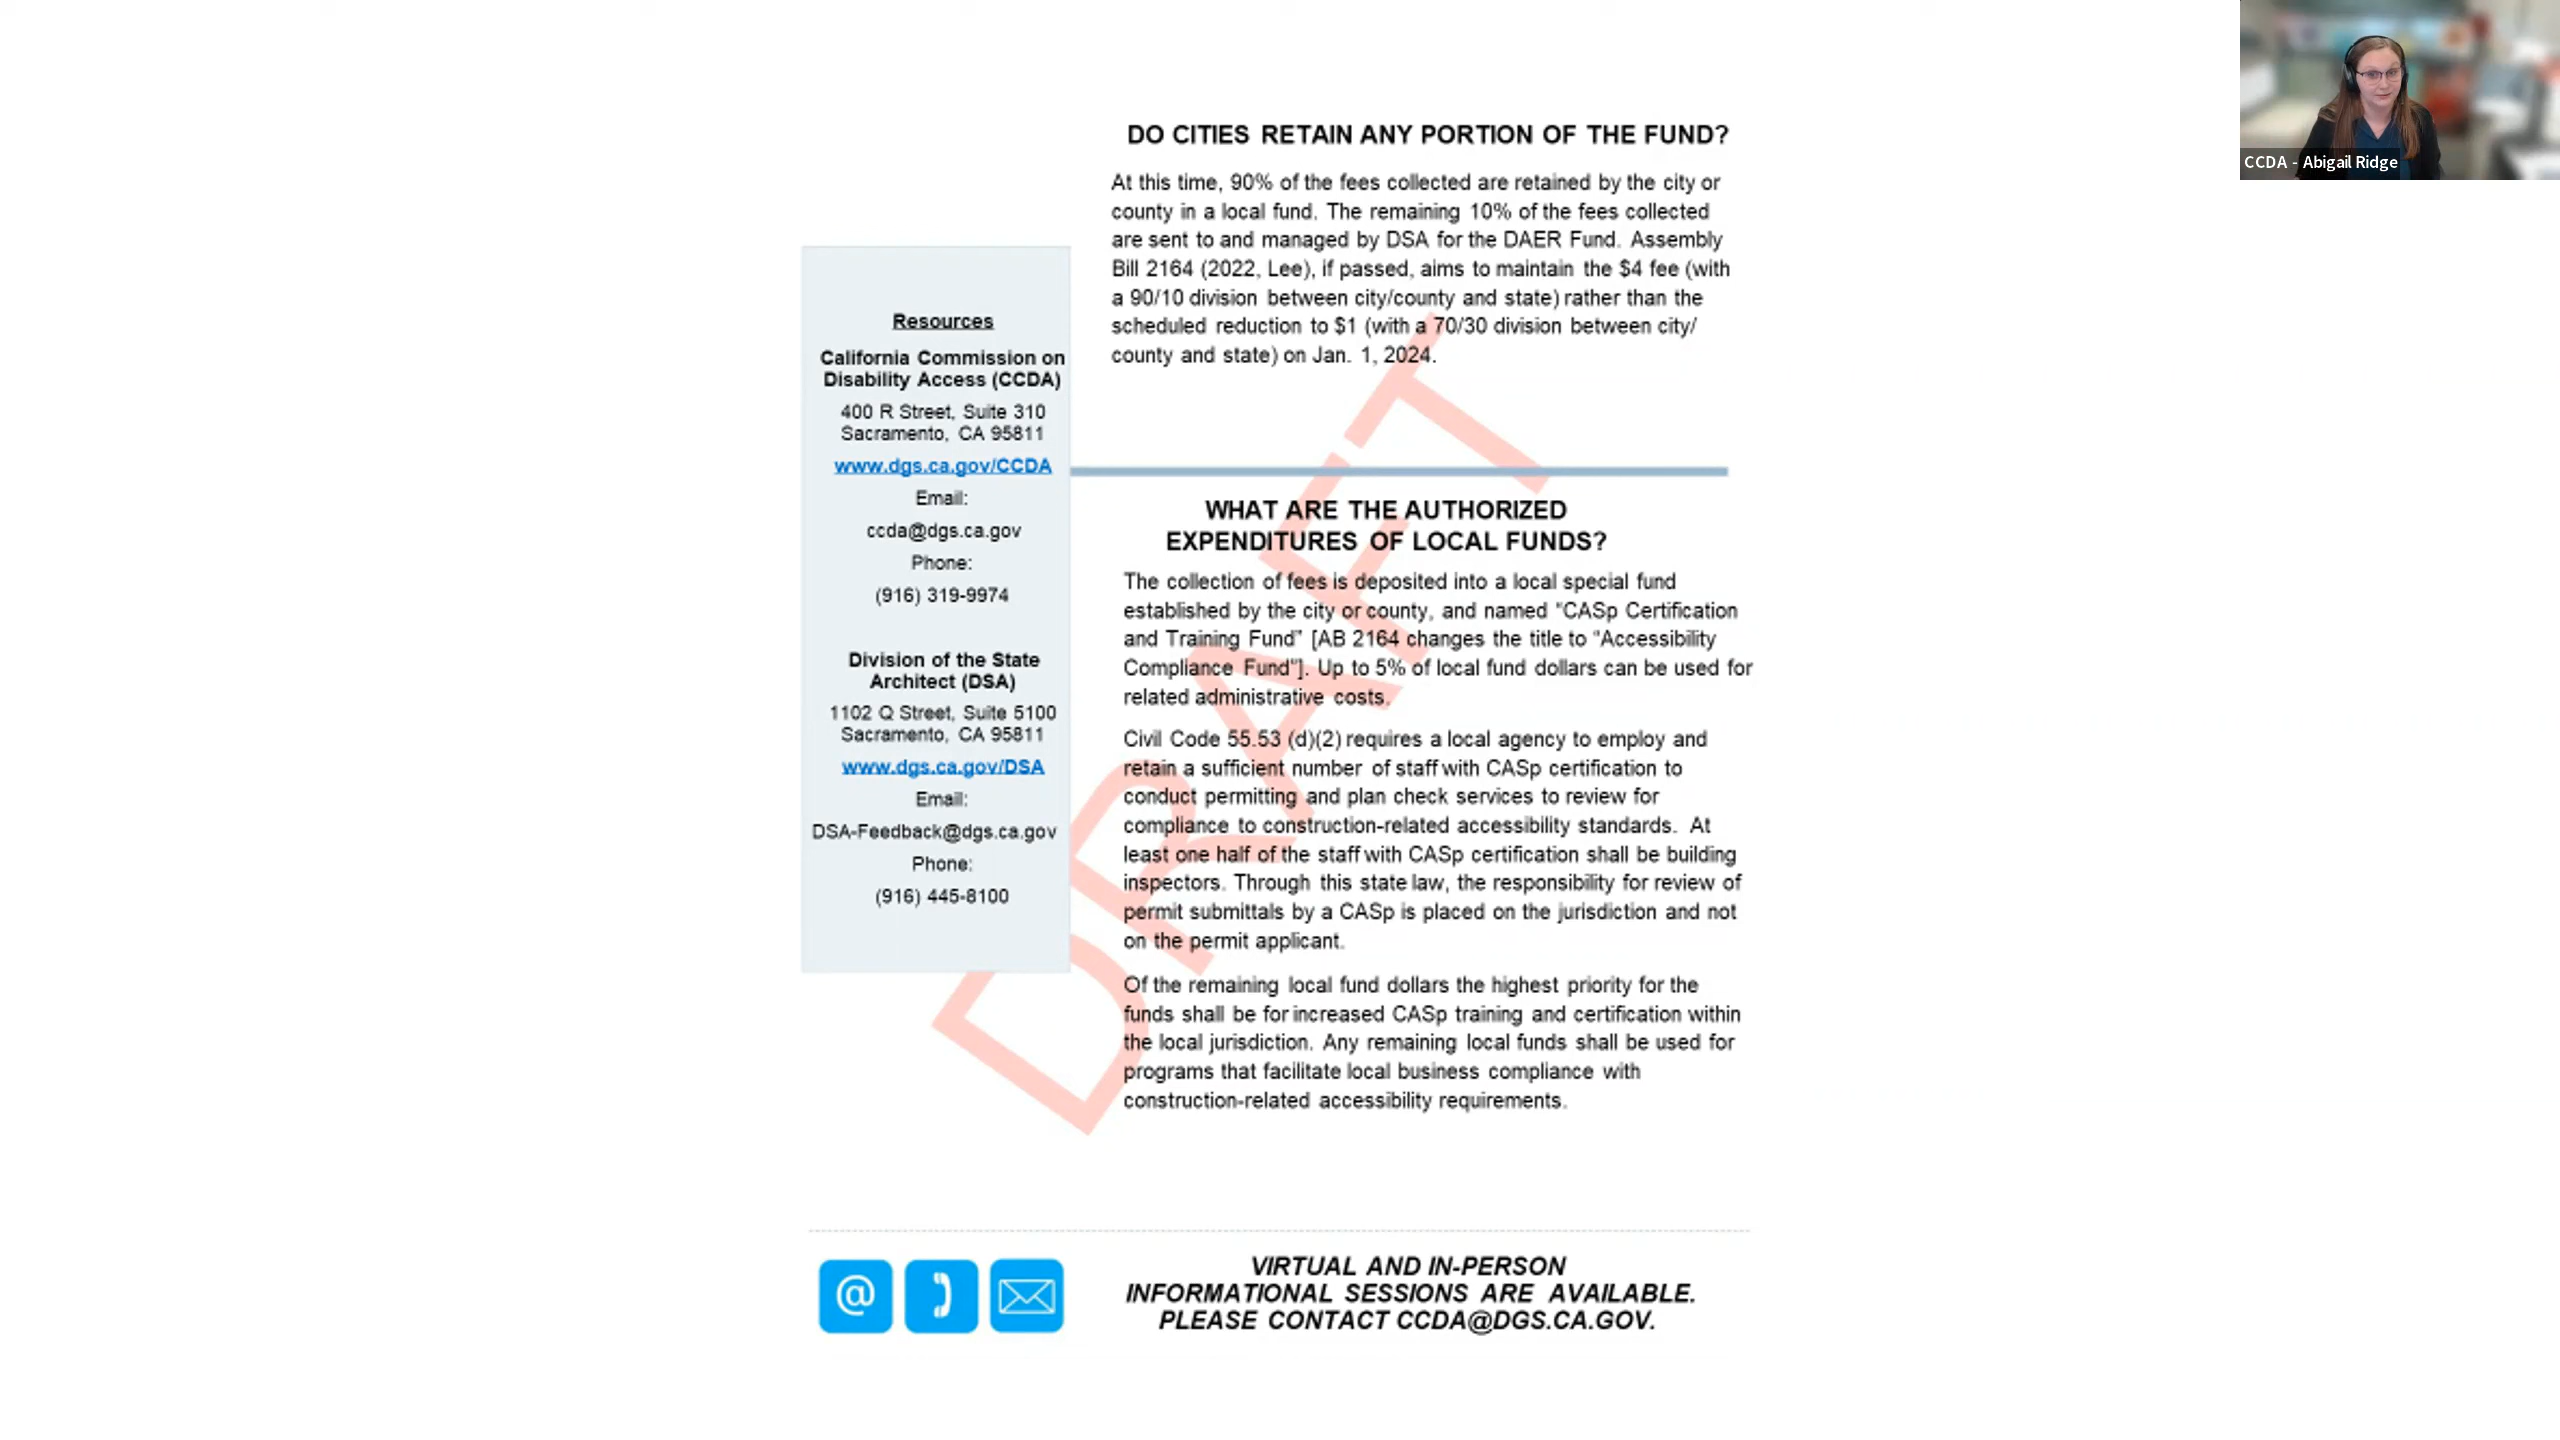 CCDA - Abigail Ridge
DO CITIES RETAIN ANY PORTION OF THE FUND?
At this time, 90% of the fees collected are retained by the city or
county in a local fund. The remaining 10% of the fees collected
are sent to and managed by DSA for the DAER Fund. Assembly
Bill 2164 (2022, Lee), if passed, aims to maintain the $4 fee (with
a 90/10 division between city/county and state) rather than the
scheduled reduction to $1 (with a 70/30 division between city/
county and state) on Jan. 1, 2024.
Resources
California Commission on
Disability Access (CCDA)
400 R Street, Suite 310
Sacramento, CA 95811
www.dgs.ca.gov/CCDA
Email:
ccda@dgs.ca.gov
Phone:
(916) 319-9974
Division of the State
Architect (DSA)
1102 Q Street, Suite 5100
Sacramento, CA 95811
www.dgs.ca.gov/DSA
Email:
DSA-Feedback@dgs.ca.gov
Phone:
(916) 445-8100
WHAT ARE THE AUTHORIZED
EXPENDITURES OF LOCAL FUNDS?
The collection of fees is deposited into a local special fund
established by the city or county, and named "CASp Certification
and Training Fund" [AB 2164 changes the title to "Accessibility
Compliance Fund"]. Up to 5% of local fund dollars can be used for
related administrative costs.
Civil Code 55.53 (d)(2) requires a local agency to employ and
retain a sufficient number of staff with CASp certification to
conduct permitting and plan check services to review for
compliance to construction-related accessibility standards. At
least one half of the staff with CASp certification shall be building
inspectors. Through this state law, the responsibility for review of
permit submittals by a CASp is placed on the jurisdiction and not
on the permit applicant.
Of the remaining local fund dollars the highest priority for the
funds shall be for increased CASp training and certification within
the local jurisdiction. Any remaining local funds shall be used for
programs that facilitate local business compliance with
construction-related accessibility requirements.
DRAFT
@
VIRTUAL AND IN-PERSON
INFORMATIONAL SESSIONS ARE AVAILABLE.
PLEASE CONTACT CCDA@DGS.CA.GOV.